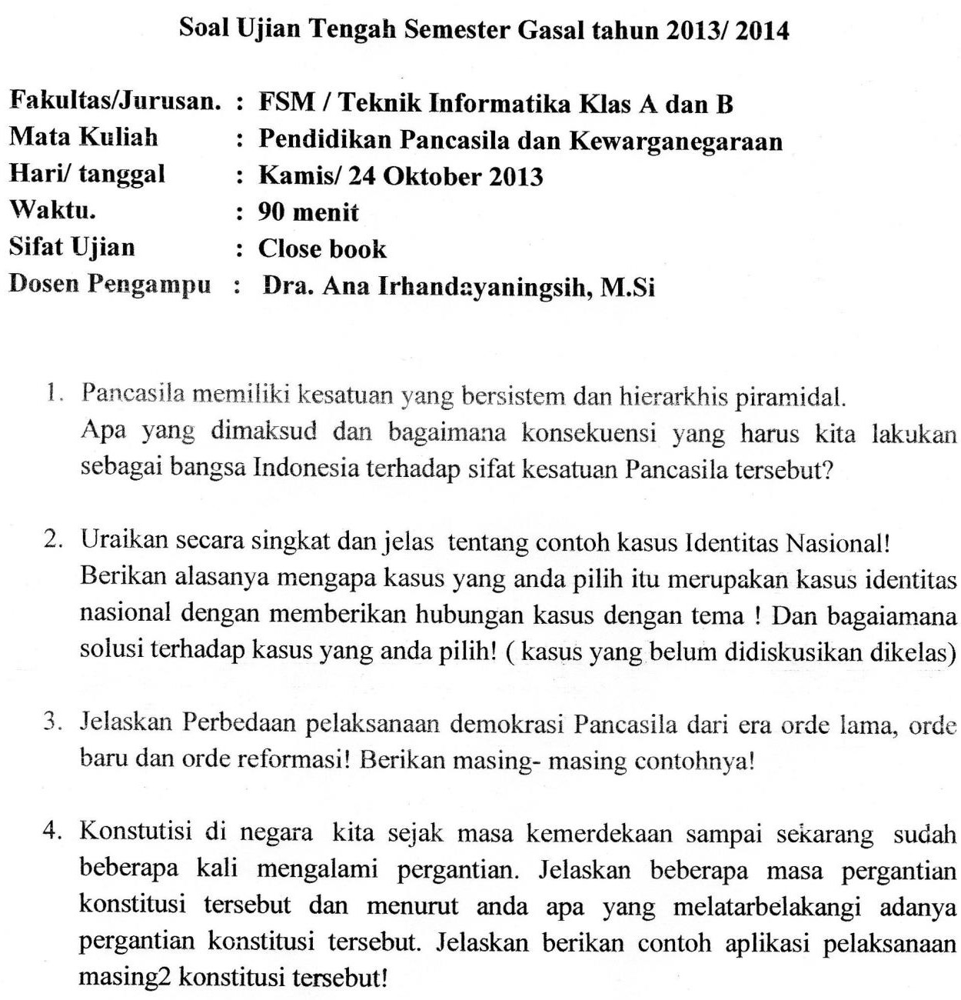 Soal Ujian Tengah Semester Gasal tahun 2013/ 2014
Fakultas/Jurusan. : FSM / Teknik Informatika Klas A dan B
Mata Kuliah : Pendidikan Pancasila dan Kewarganegaraan
Hari/ tanggal : Kamis/ 24 Oktober 2013
Waktu. : 90 menit
Sifat Ujian : Close book
Dosen Pengampu : Dra. Ana Irhandayaningsih, M.Si
1. Pancasila memiliki kesatuan yang bersistem dan hierarkhis piramidal.
Apa yang dimaksud dan bagaimana konsekuensi yang harus kita lakukan
sebagai bangsa Indonesia terhadap sifat kesatuan Pancasila tersebut?
2. Uraikan secara singkat dan jelas tentang contoh kasus Identitas Nasional!
Berikan alasanya mengapa kasus yang anda pilih itu merupakan kasus identitas
nasional dengan memberikan hubungan kasus dengan tema ! Dan bagaiamana
solusi terhadap kasus yang anda pilih! ( kasus yang belum didiskusikan dikelas)
3. Jelaskan Perbedaan pelaksanaan demokrasi Pancasila dari era orde lama, orde
baru dan orde reformasi! Berikan masing- masing contohnya!
4. Konstutisi di negara kita sejak masa kemerdekaan sampai sekarang sudah
beberapa kali mengalami pergantian. Jelaskan beberapa masa pergantian
konstitusi tersebut dan menurut anda apa yang melatarbelakangi adanya
pergantian konstitusi tersebut. Jelaskan berikan contoh aplikasi pelaksanaan
masing2 konstitusi tersebut!